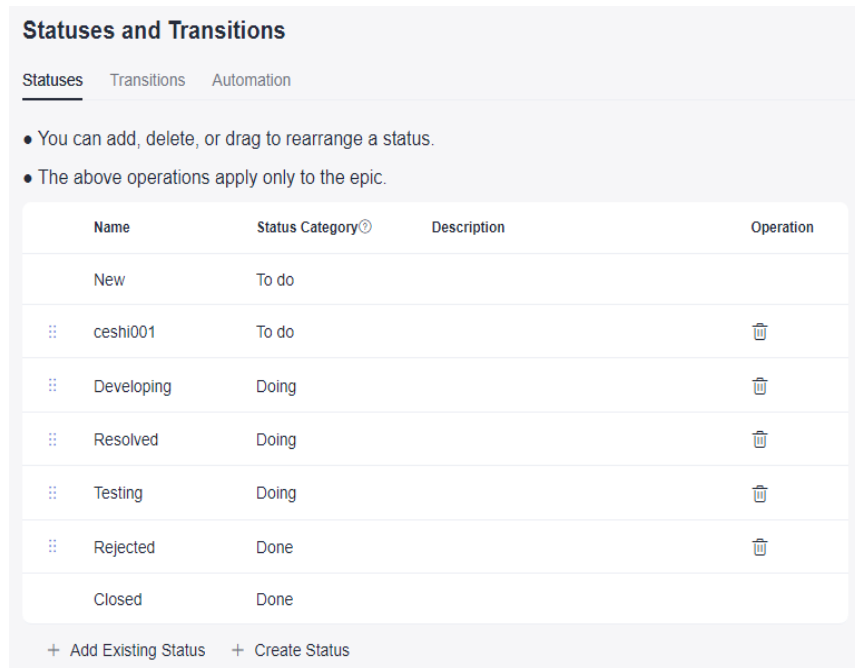 Statuses and Transitions
Statuses Transitions Automation
● You can add, delete, or drag to rearrange a status.
● The above operations apply only to the epic.
Name Status Category? Description Operation
New To do
ceshi001 To do
Developing Doing
Resolved Doing
Testing Doing
Rejected Done
Closed Done
+ Add Existing Status + Create Status